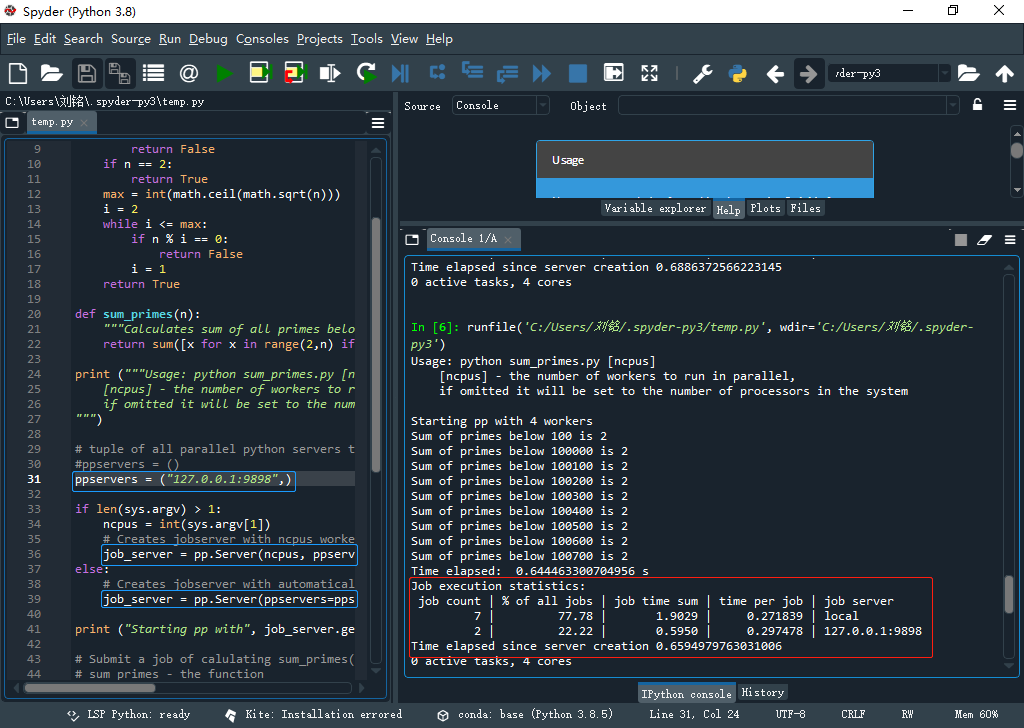 Spyder (Python 3.8)
File Edit Search Source Run Debug Consoles Projects Tools View Help
/der-py3
C:\Users\刘铭\.spyder-py3\temp.py
temp.py
9 return False
10 if n == 2:
11 return True
12 max = int(math.ceil(math.sqrt(n)))
13 i = 2
14 while i <= max:
15 if n % i == 0:
16 return False
17 i = 1
18 return True
19
20 def sum_primes(n):
21 """Calculates sum of all primes belo
22 return sum([x for x in range(2,n) if
23
24 print ("""Usage: python sum_primes.py [n
25 [ncpus] - the number of workers to r
26 if omitted it will be set to the num
27 """)
28
29 # tuple of all parallel python servers t
30 #ppservers = ()
31 ppservers = ("127.0.0.1:9898",)
32
33 if len(sys.argv) > 1:
34 ncpus = int(sys.argv[1])
35 # Creates jobserver with ncpus worke
36 job_server = pp.Server(ncpus, ppserv
37 else:
38 # Creates jobserver with automatical
39 job_server = pp.Server(ppservers=pps
40
41 print ("Starting pp with", job_server.ge
42
43 # Submit a job of calulating sum_primes(
44 # sum_primes - the function
Source Console Object
Usage
Variable explorer Help Plots Files
Console 1/A
Time elapsed since server creation 0.6886372566223145
0 active tasks, 4 cores
In [6]: runfile('C:/Users/刘铭/.spyder-py3/temp.py', wdir='C:/Users/刘铭/.spyder-
py3')
Usage: python sum_primes.py [ncpus]
[ncpus] - the number of workers to run in parallel,
if omitted it will be set to the number of processors in the system
Starting pp with 4 workers
Sum of primes below 100 is 2
Sum of primes below 100000 is 2
Sum of primes below 100100 is 2
Sum of primes below 100200 is 2
Sum of primes below 100300 is 2
Sum of primes below 100400 is 2
Sum of primes below 100500 is 2
Sum of primes below 100600 is 2
Sum of primes below 100700 is 2
Time elapsed: 0.644463300704956 s
Job execution statistics:
job count | % of all jobs | job time sum | time per job | job server
7 | 77.78 | 1.9029 | 0.271839 | local
2 | 22.22 | 0.5950 | 0.297478 | 127.0.0.1:9898
Time elapsed since server creation 0.6594979763031006
0 active tasks, 4 cores
IPython console History
LSP Python: ready Kite: Installation errored conda: base (Python 3.8.5) Line 31, Col 24 UTF-8 CRLF RW Mem 60%